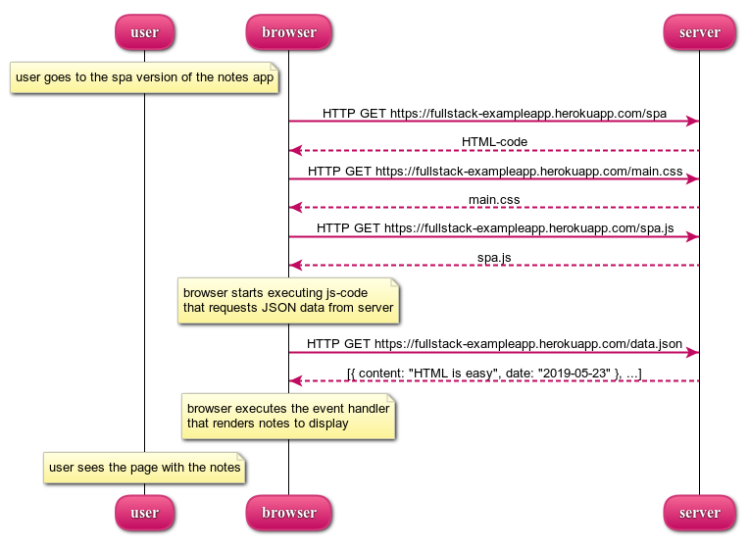 user
browser
server
user goes to the spa version of the notes app
HTTP GET https://fullstack-exampleapp.herokuapp.com/spa
HTML-code
HTTP GET https://fullstack-exampleapp.herokuapp.com/main.css
main.css
HTTP GET https://fullstack-exampleapp.herokuapp.com/spa.js
spa.js
browser starts executing js-code
that requests JSON data from server
HTTP GET https://fullstack-exampleapp.herokuapp.com/data.json
[{ content: "HTML is easy", date: "2019-05-23" }, ...]
browser executes the event handler
that renders notes to display
user sees the page with the notes
user
browser
server